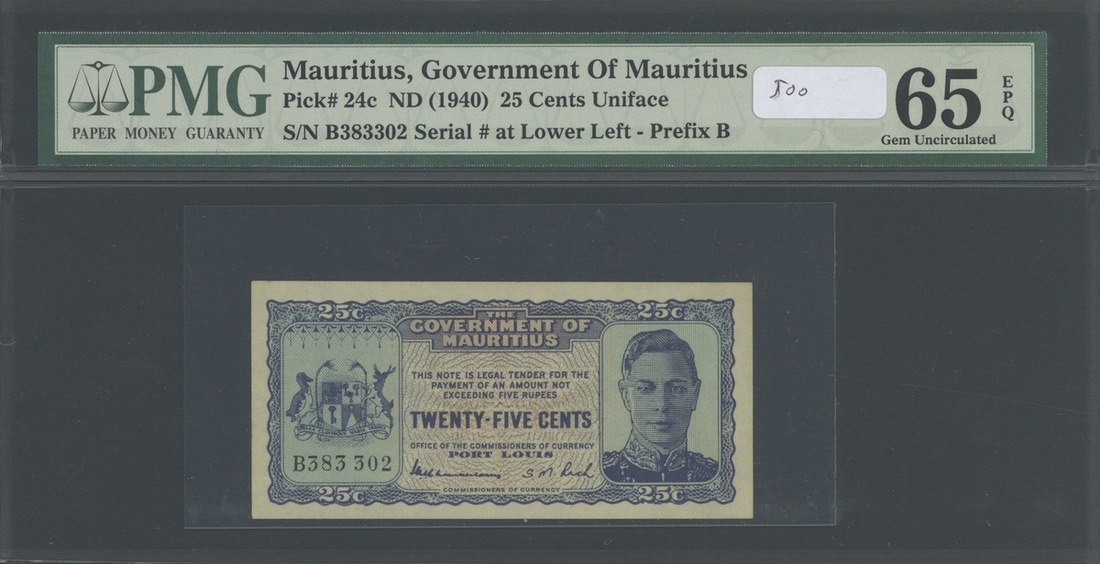 PMG
PAPER MONEY GUARANTY
Mauritius, Government Of Mauritius
Pick# 24c ND (1940) 25 Cents Uniface
S/N B383302 Serial # at Lower Left - Prefix B
500
65
EPQ
Gem Uncirculated
25c 25c
THE
GOVERNMENT OF
MAURITIUS
THIS NOTE IS LEGAL TENDER FOR THE
PAYMENT OF AN AMOUNT NOT
EXCEEDING FIVE RUPEES
TWENTY-FIVE CENTS
OFFICE OF THE COMMISSIONERS OF CURRENCY
PORT LOUIS
B383 302
S M Rich
COMMISSIONERS OF CURRENCY
25c 25c